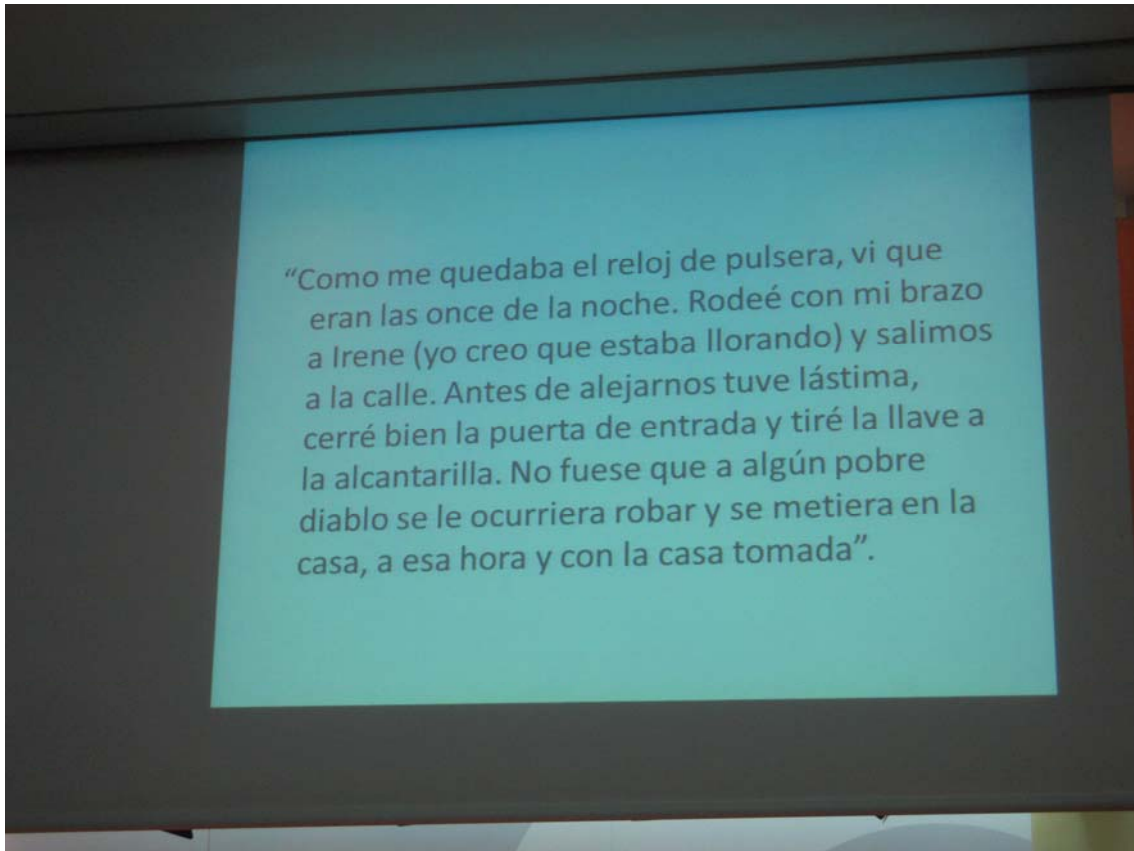 “Como me quedaba el reloj de pulsera, vi que
eran las once de la noche. Rodeé con mi brazo
a Irene (yo creo que estaba llorando) y salimos
a la calle. Antes de alejarnos tuve lástima,
cerré bien la puerta de entrada y tiré la llave a
la alcantarilla. No fuese que a algún pobre
diablo se le ocurriera robar y se metiera en la
casa, a esa hora y con la casa tomada”.